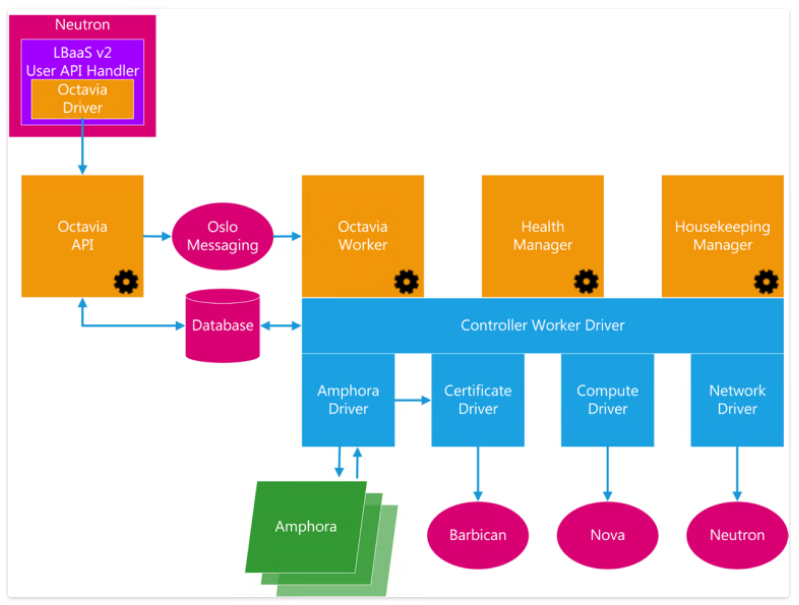 Neutron
LBaaS v2
User API Handler
Octavia
Driver
Octavia
API
Oslo
Messaging
Octavia
Worker
Health
Manager
Housekeeping
Manager
Database
Controller Worker Driver
Amphora
Driver
Certificate
Driver
Compute
Driver
Network
Driver
Amphora
Barbican
Nova
Neutron